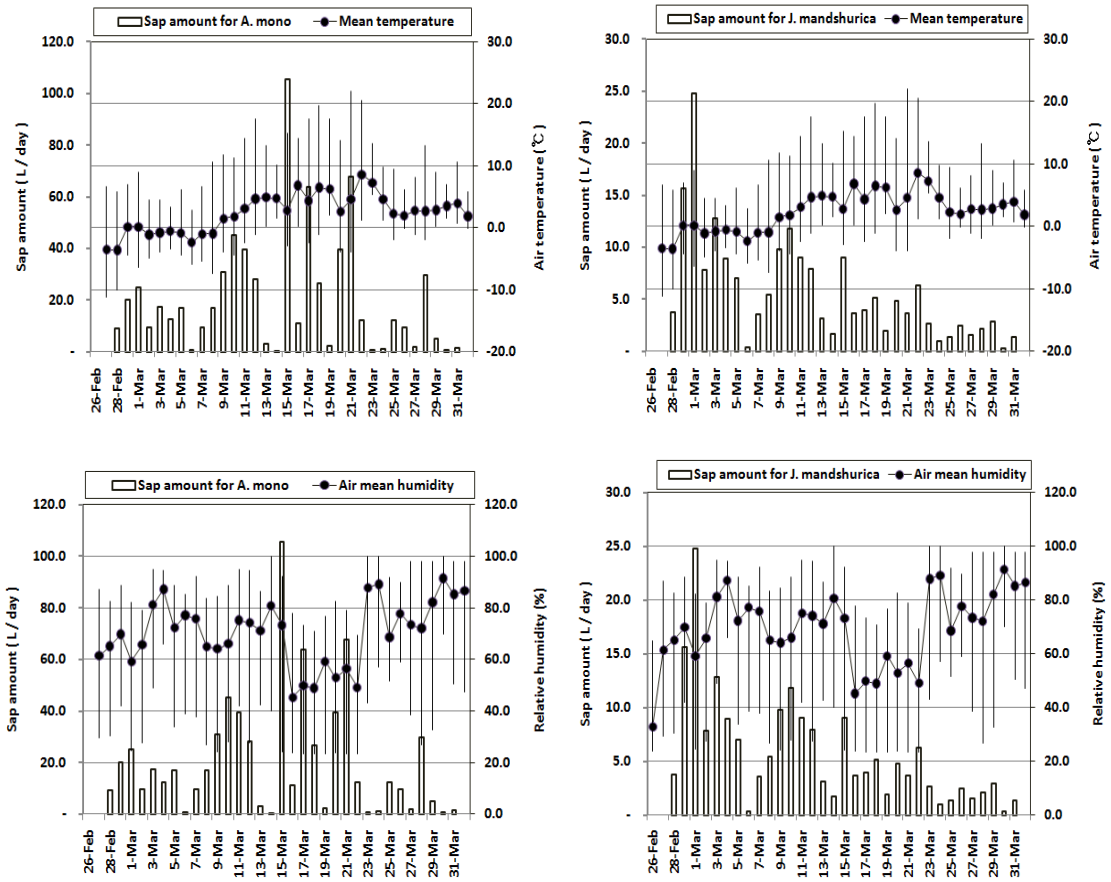 Sap amount for A. mono Mean temperature
120.0
100.0
80.0
60.0
40.0
20.0
-
Sap amount ( L / day )
30.0
20.0
10.0
0.0
-10.0
-20.0
Air temperature ( ℃ )
26-Feb
28-Feb
1-Mar
3-Mar
5-Mar
7-Mar
9-Mar
11-Mar
13-Mar
15-Mar
17-Mar
19-Mar
21-Mar
23-Mar
25-Mar
27-Mar
29-Mar
31-Mar
Sap amount for J. mandshurica Mean temperature
30.0
25.0
20.0
15.0
10.0
5.0
-
Sap amount ( L / day )
30.0
20.0
10.0
0.0
-10.0
-20.0
Air temperature ( ℃ )
26-Feb
28-Feb
1-Mar
3-Mar
5-Mar
7-Mar
9-Mar
11-Mar
13-Mar
15-Mar
17-Mar
19-Mar
21-Mar
23-Mar
25-Mar
27-Mar
29-Mar
31-Mar
Sap amount for A. mono Air mean humidity
120.0
100.0
80.0
60.0
40.0
20.0
-
Sap amount ( L / day )
120.0
100.0
80.0
60.0
40.0
20.0
0.0
Relative humidity (%)
26-Feb
28-Feb
1-Mar
3-Mar
5-Mar
7-Mar
9-Mar
11-Mar
13-Mar
15-Mar
17-Mar
19-Mar
21-Mar
23-Mar
25-Mar
27-Mar
29-Mar
31-Mar
Sap amount for J. mandshurica Air mean humidity
30.0
25.0
20.0
15.0
10.0
5.0
-
Sap amount ( L / day )
120.0
100.0
80.0
60.0
40.0
20.0
0.0
Relative humidity (%)
26-Feb
28-Feb
1-Mar
3-Mar
5-Mar
7-Mar
9-Mar
11-Mar
13-Mar
15-Mar
17-Mar
19-Mar
21-Mar
23-Mar
25-Mar
27-Mar
29-Mar
31-Mar